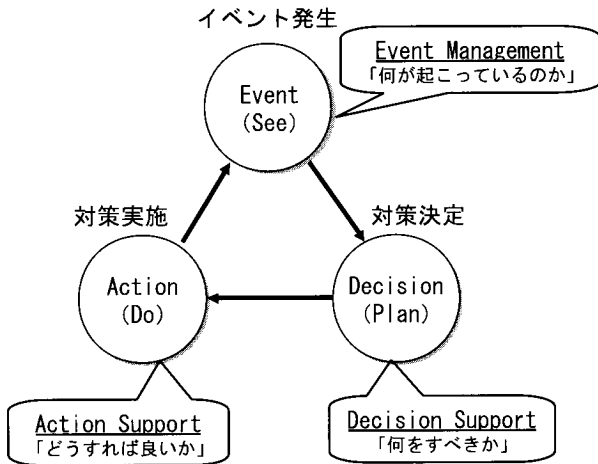 イベント発生
Event Management
「何が起こっているのか」
Event
(See)
対策実施
対策決定
Action
(Do)
Decision
(Plan)
Action Support
「どうすれば良いか」
Decision Support
「何をすべきか」